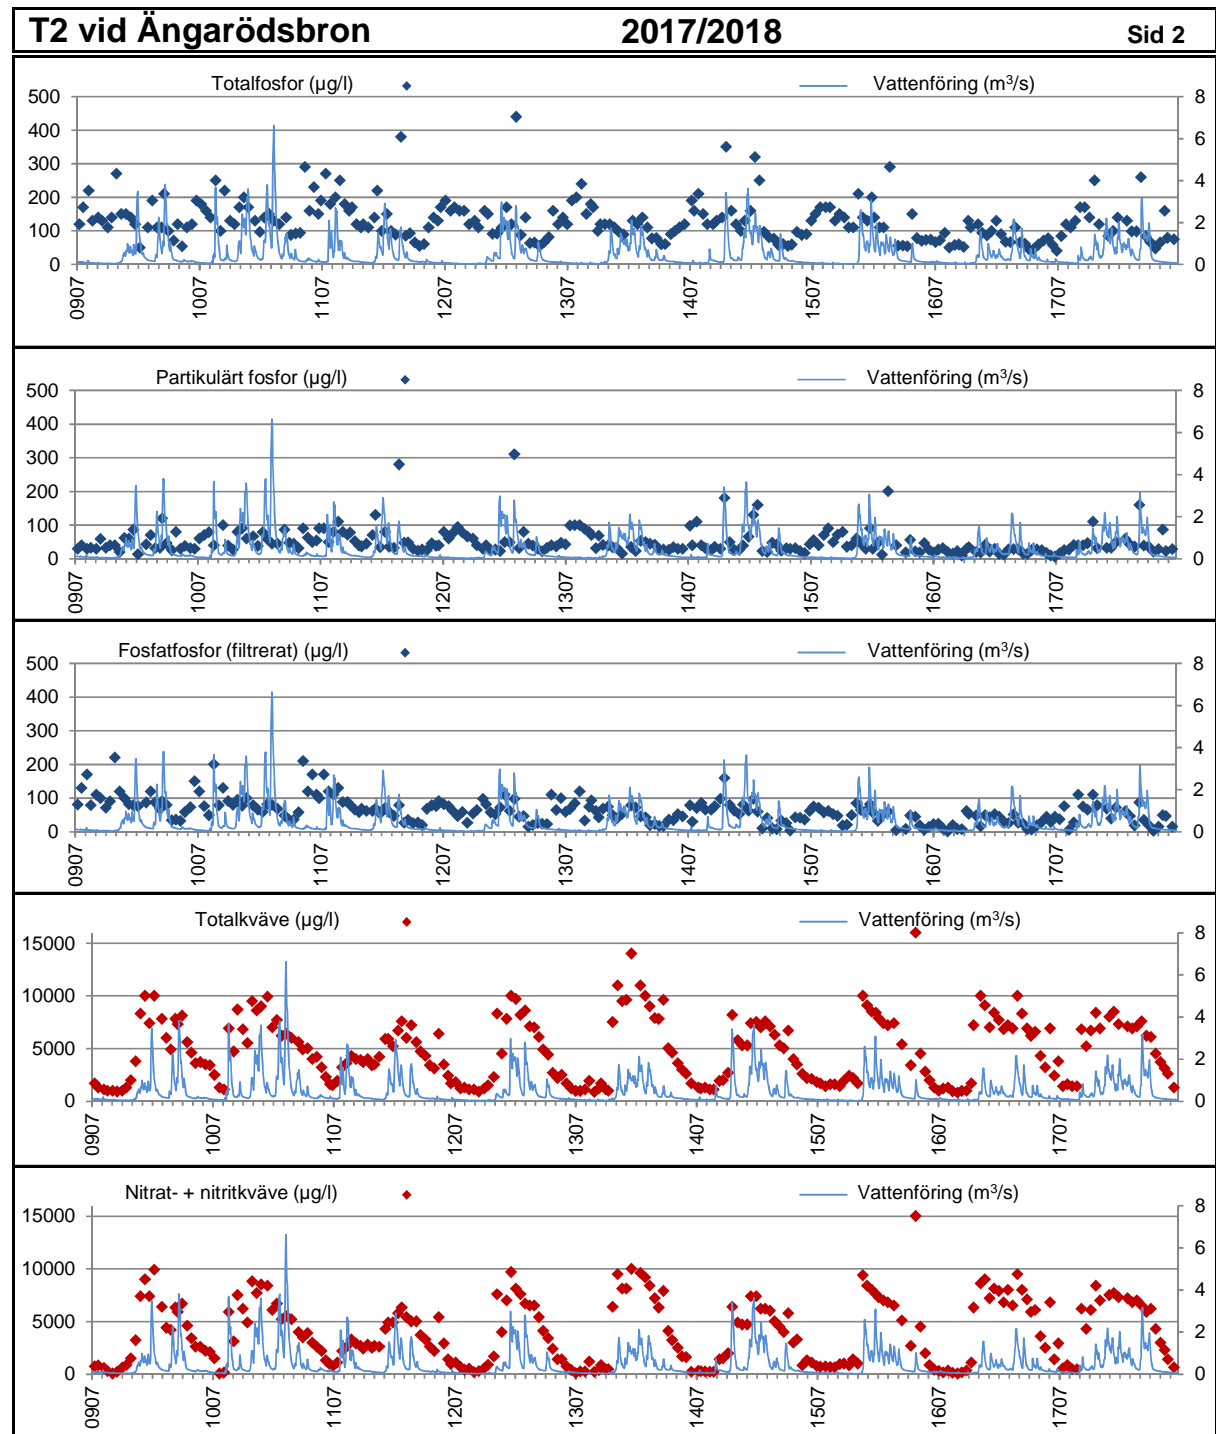 T2 vid Ängarödsbron 2017/2018 Sid 2
Totalfosfor (µg/l) Vattenföring (m³/s)
500 8
400 6
300
200 4
100 2
0 0
0907 1007 1107 1207 1307 1407 1507 1607 1707
Partikulärt fosfor (µg/l) Vattenföring (m³/s)
500 8
400 6
300
200 4
100 2
0 0
0907 1007 1107 1207 1307 1407 1507 1607 1707
Fosfatfosfor (filtrerat) (µg/l) Vattenföring (m³/s)
500 8
400 6
300
200 4
100 2
0 0
0907 1007 1107 1207 1307 1407 1507 1607 1707
Totalkväve (µg/l) Vattenföring (m³/s)
15000 8
6
10000 4
5000 2
0 0
0907 1007 1107 1207 1307 1407 1507 1607 1707
Nitrat- + nitritkväve (µg/l) Vattenföring (m³/s)
15000 8
6
10000 4
5000 2
0 0
0907 1007 1107 1207 1307 1407 1507 1607 1707